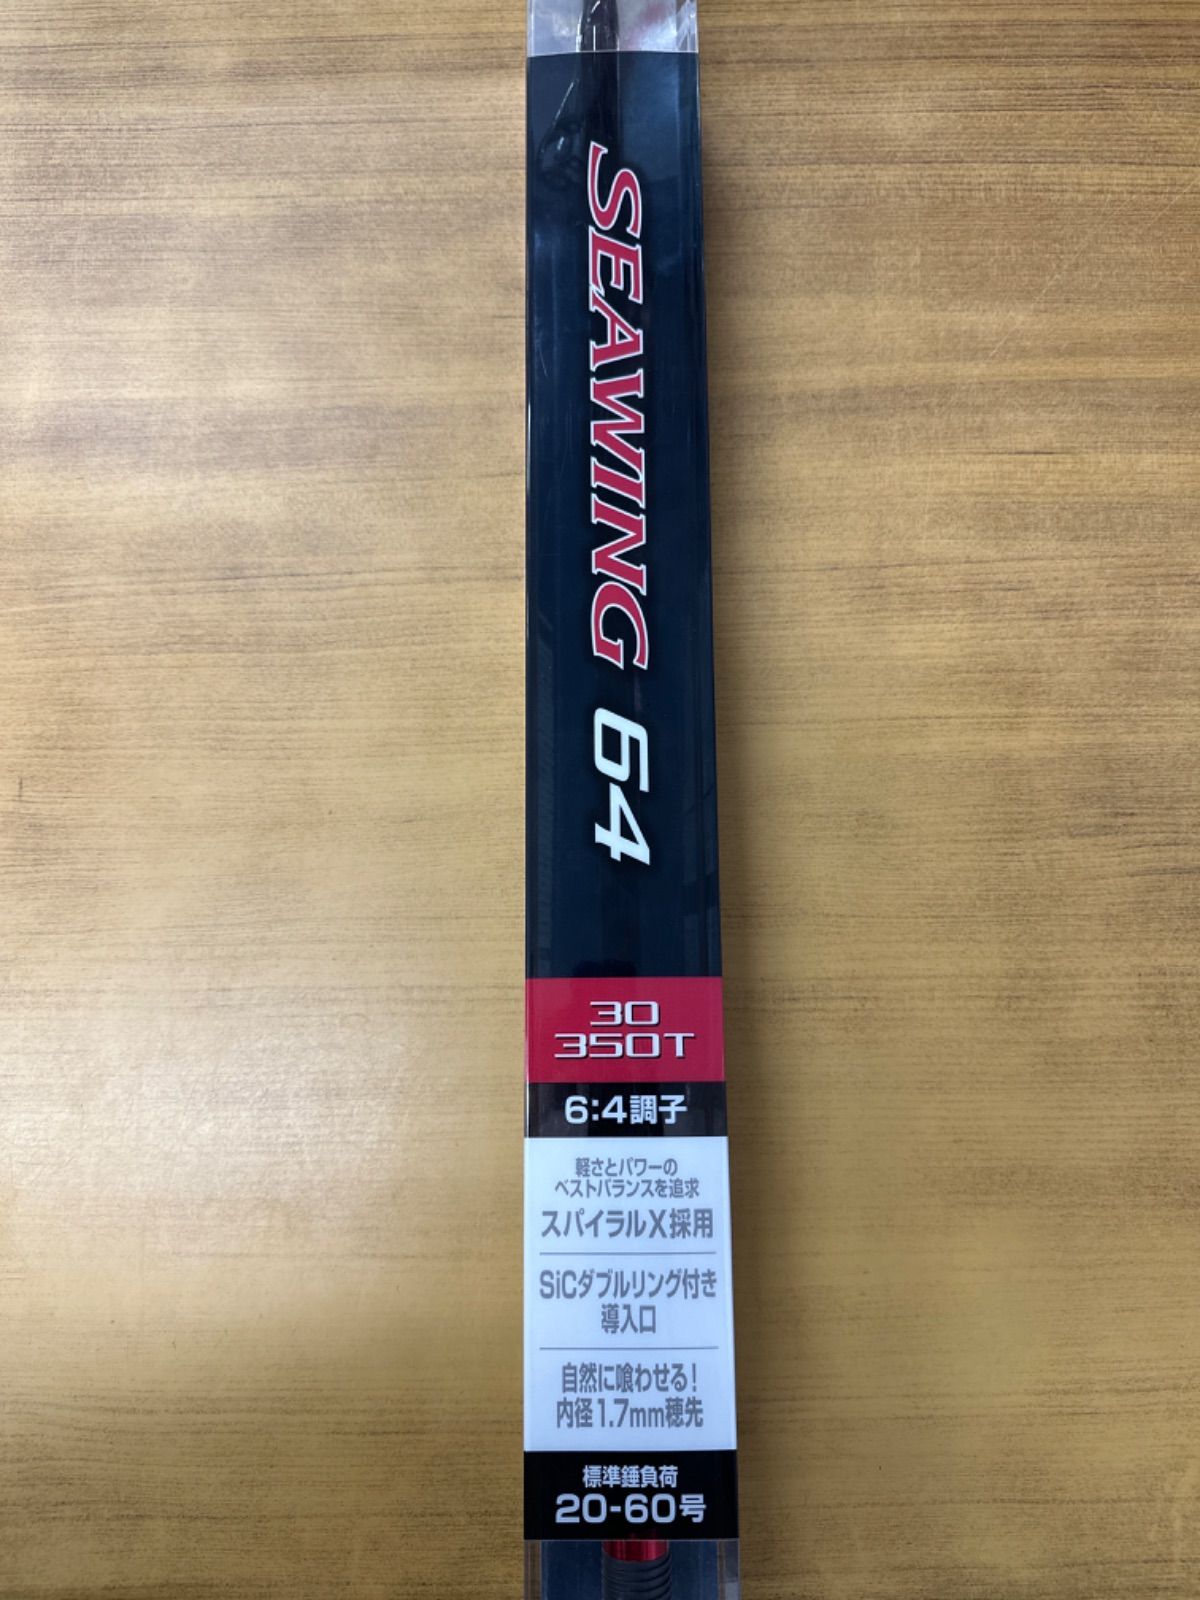 SEAWING 64
30
350T
6:4調子
軽さとパワーの
ベストバランスを追求
スパイラルX採用
SiCダブルリング付き
導入口
自然に喰わせる!
内径1.7mm穂先
標準錘負荷
20-60号